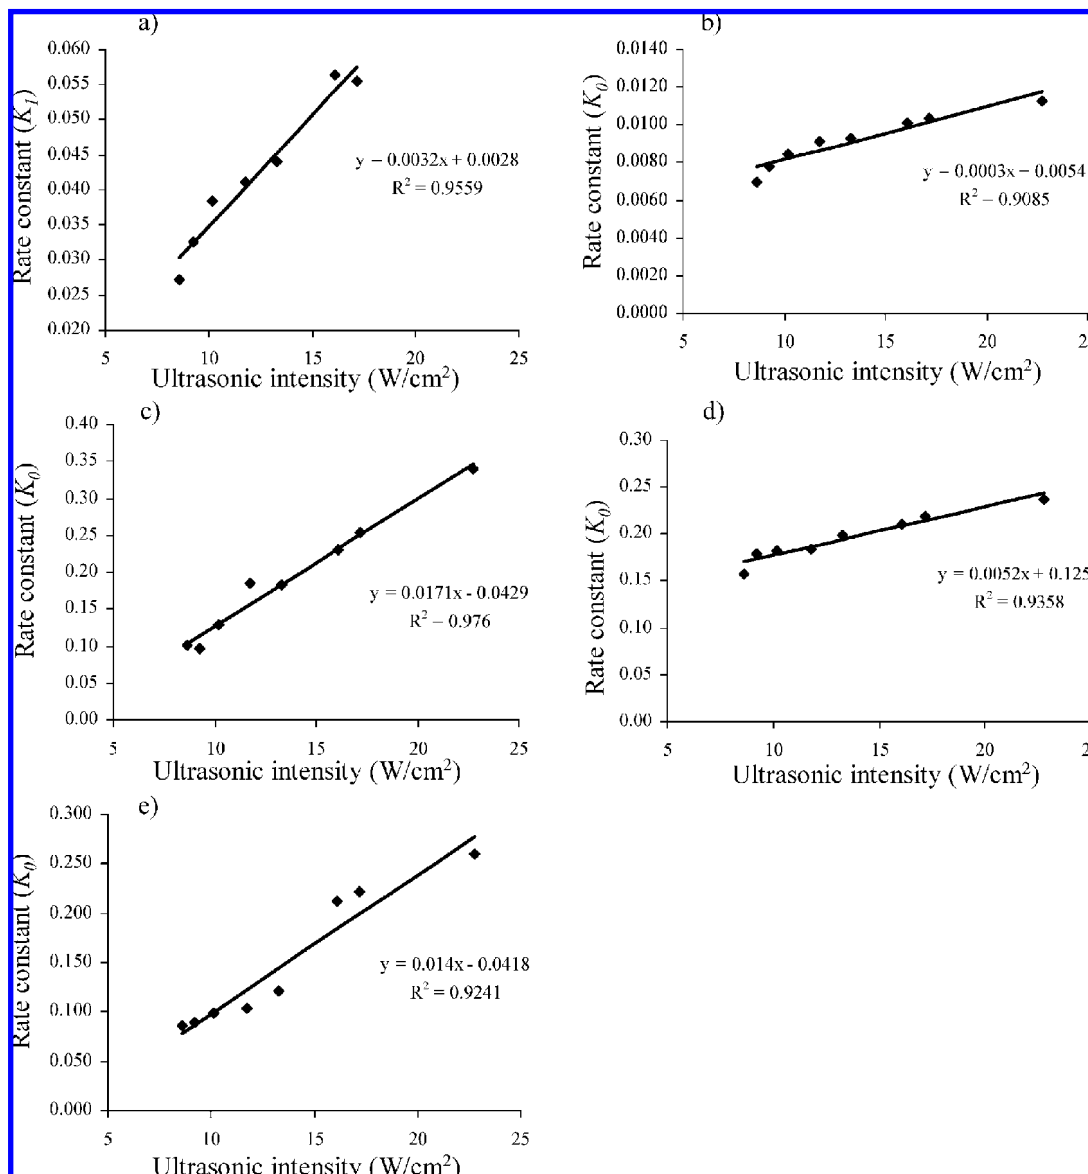 a)
0.060
0.055
0.050
0.045
0.040
0.035
0.030
0.025
0.020
Rate constant (K1)
y – 0.0032x + 0.0028
R2 = 0.9559
5 10 15 20 25
Ultrasonic intensity (W/cm2)
b)
0.0140
0.0120
0.0100
0.0080
0.0060
0.0040
0.0020
0.0000
Rate constant (K0)
y – 0.0003x – 0.0054
R2 – 0.9085
5 10 15 20
Ultrasonic intensity (W/cm2)
c)
0.40
0.35
0.30
0.25
0.20
0.15
0.10
0.05
0.00
Rate constant (K0)
y = 0.0171x - 0.0429
R2 – 0.976
5 10 15 20 25
Ultrasonic intensity (W/cm2)
d)
0.30
0.25
0.20
0.15
0.10
0.05
0.00
Rate constant (K0)
y = 0.0052x + 0.125
R2 = 0.9358
5 10 15 20
Ultrasonic intensity (W/cm2)
e)
0.300
0.250
0.200
0.150
0.100
0.050
0.000
Rate constant (K0)
y = 0.014x - 0.0418
R2 = 0.9241
5 10 15 20 25
Ultrasonic intensity (W/cm2)